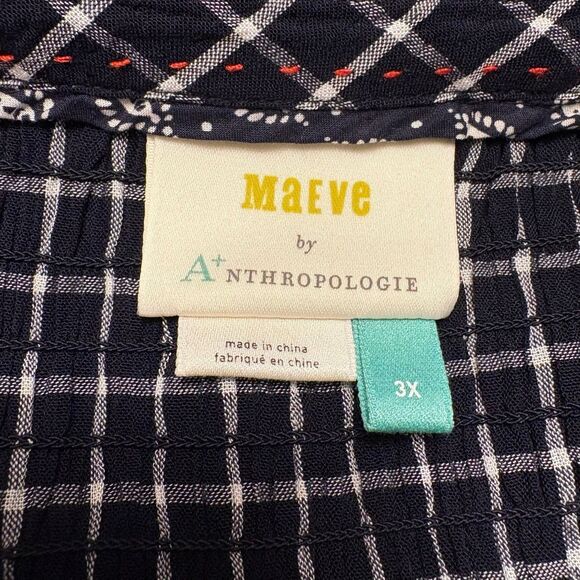 MaEve
by
A+NTHROPOLOGIE
made in china
fabriqué en chine
3X